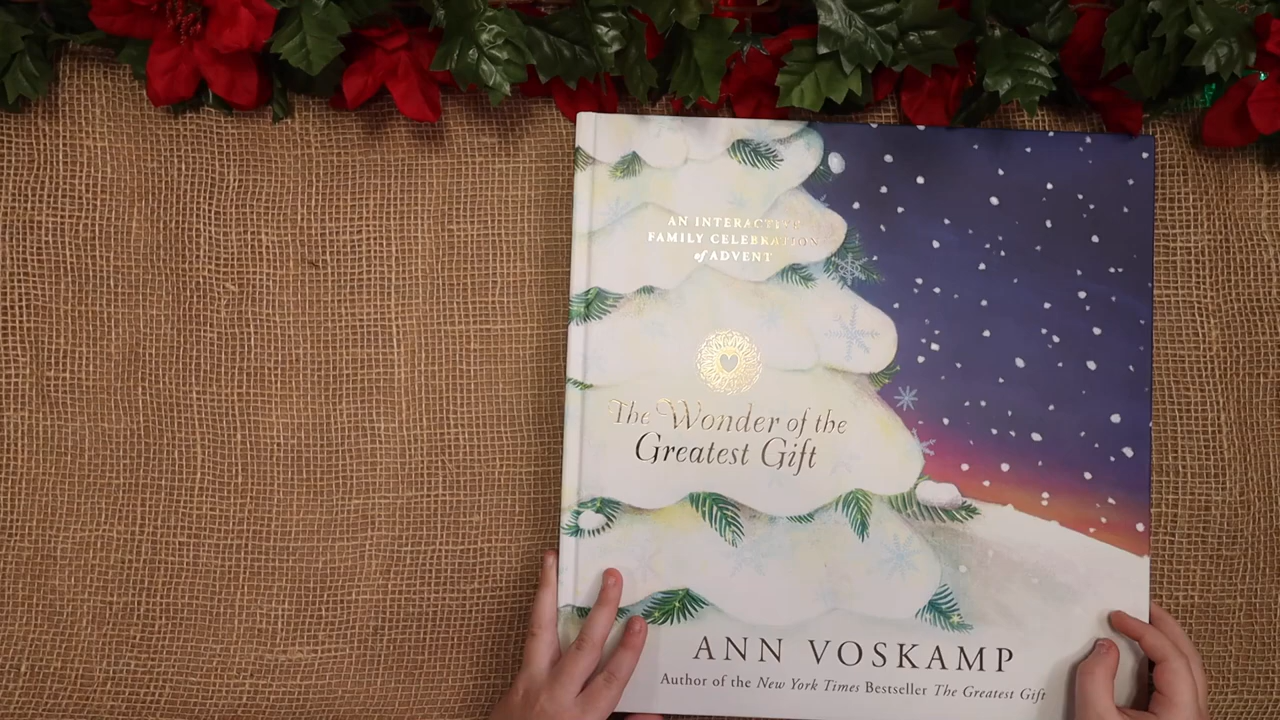 AN INTERACTIVE
FAMILY CELEBRATION
of ADVENT
The Wonder of the
Greatest Gift
ANN VOSKAMP
Author of the New York Times Bestseller The Greatest Gift